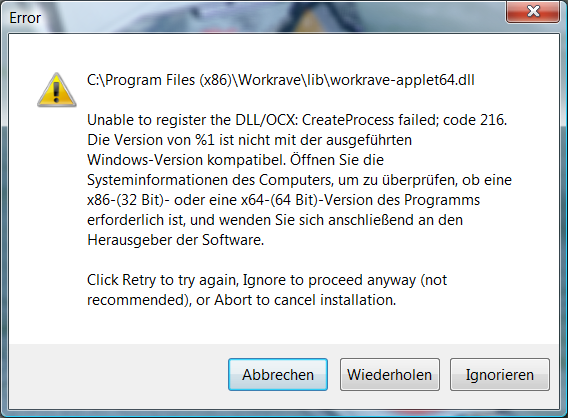 Error
C:\Program Files (x86)\Workrave\lib\workrave-applet64.dll
Unable to register the DLL/OCX: CreateProcess failed; code 216.
Die Version von %1 ist nicht mit der ausgeführten
Windows-Version kompatibel. Öffnen Sie die
Systeminformationen des Computers, um zu überprüfen, ob eine
x86-(32 Bit)- oder eine x64-(64 Bit)-Version des Programms
erforderlich ist, und wenden Sie sich anschließend an den
Herausgeber der Software.
Click Retry to try again, Ignore to proceed anyway (not
recommended), or Abort to cancel installation.
Abbrechen Wiederholen Ignorieren